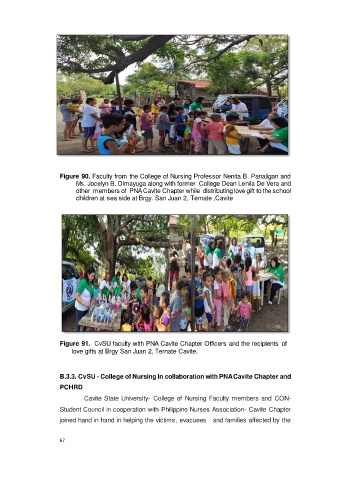 Figure 90. Faculty from the College of Nursing Professor Nenita B. Panaligan and
Ms. Jocelyn B. Dimayuga along with former College Dean Lenila De Vera and
other members of PNA Cavite Chapter while distributing love gift to the school
children at sea side at Brgy. San Juan 2, Ternate ,Cavite
Figure 91. CvSU faculty with PNA Cavite Chapter Officers and the recipients of
love gifts at Brgy San Juan 2, Ternate Cavite.
B.3.3. CvSU - College of Nursing In collaboration with PNA Cavite Chapter and
PCHRD
Cavite State University- College of Nursing Faculty members and CON-
Student Council in cooperation with Philippine Nurses Association- Cavite Chapter
joined hand in hand in helping the victims, evacuees and families affected by the
67